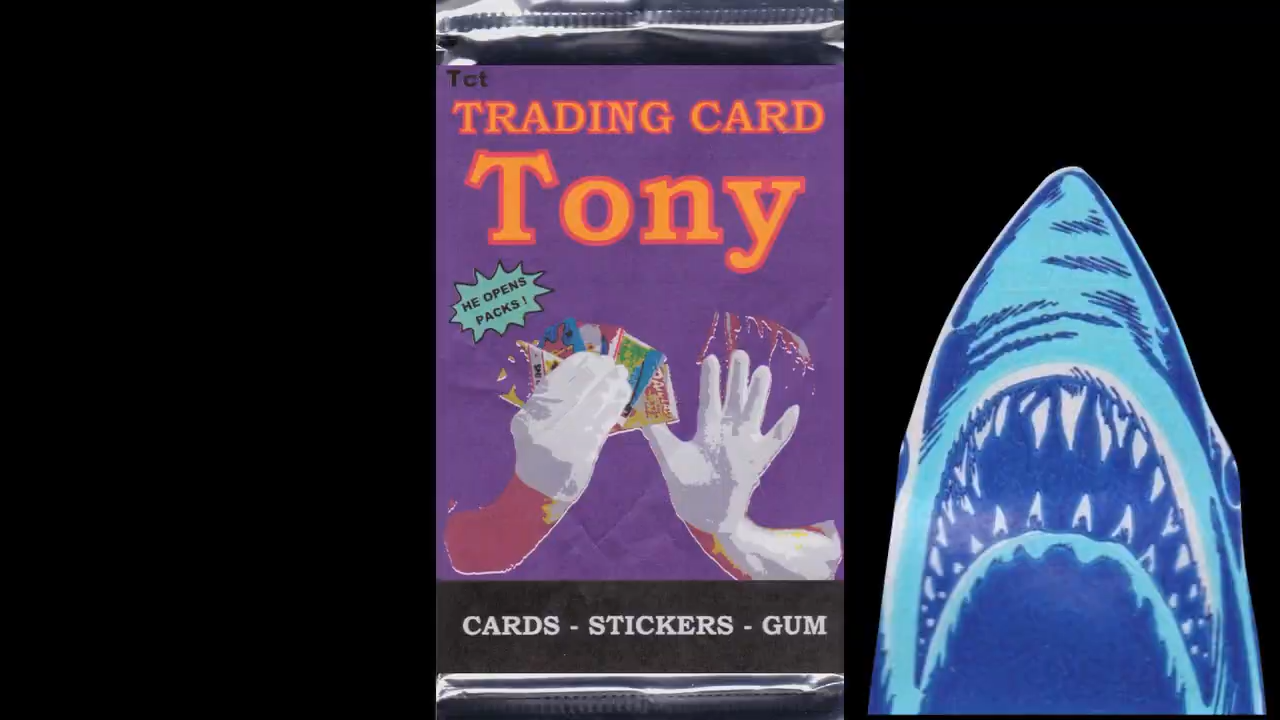 Tct
TRADING CARD
Tony
HE OPENS
PACKS!
CARDS - STICKERS - GUM